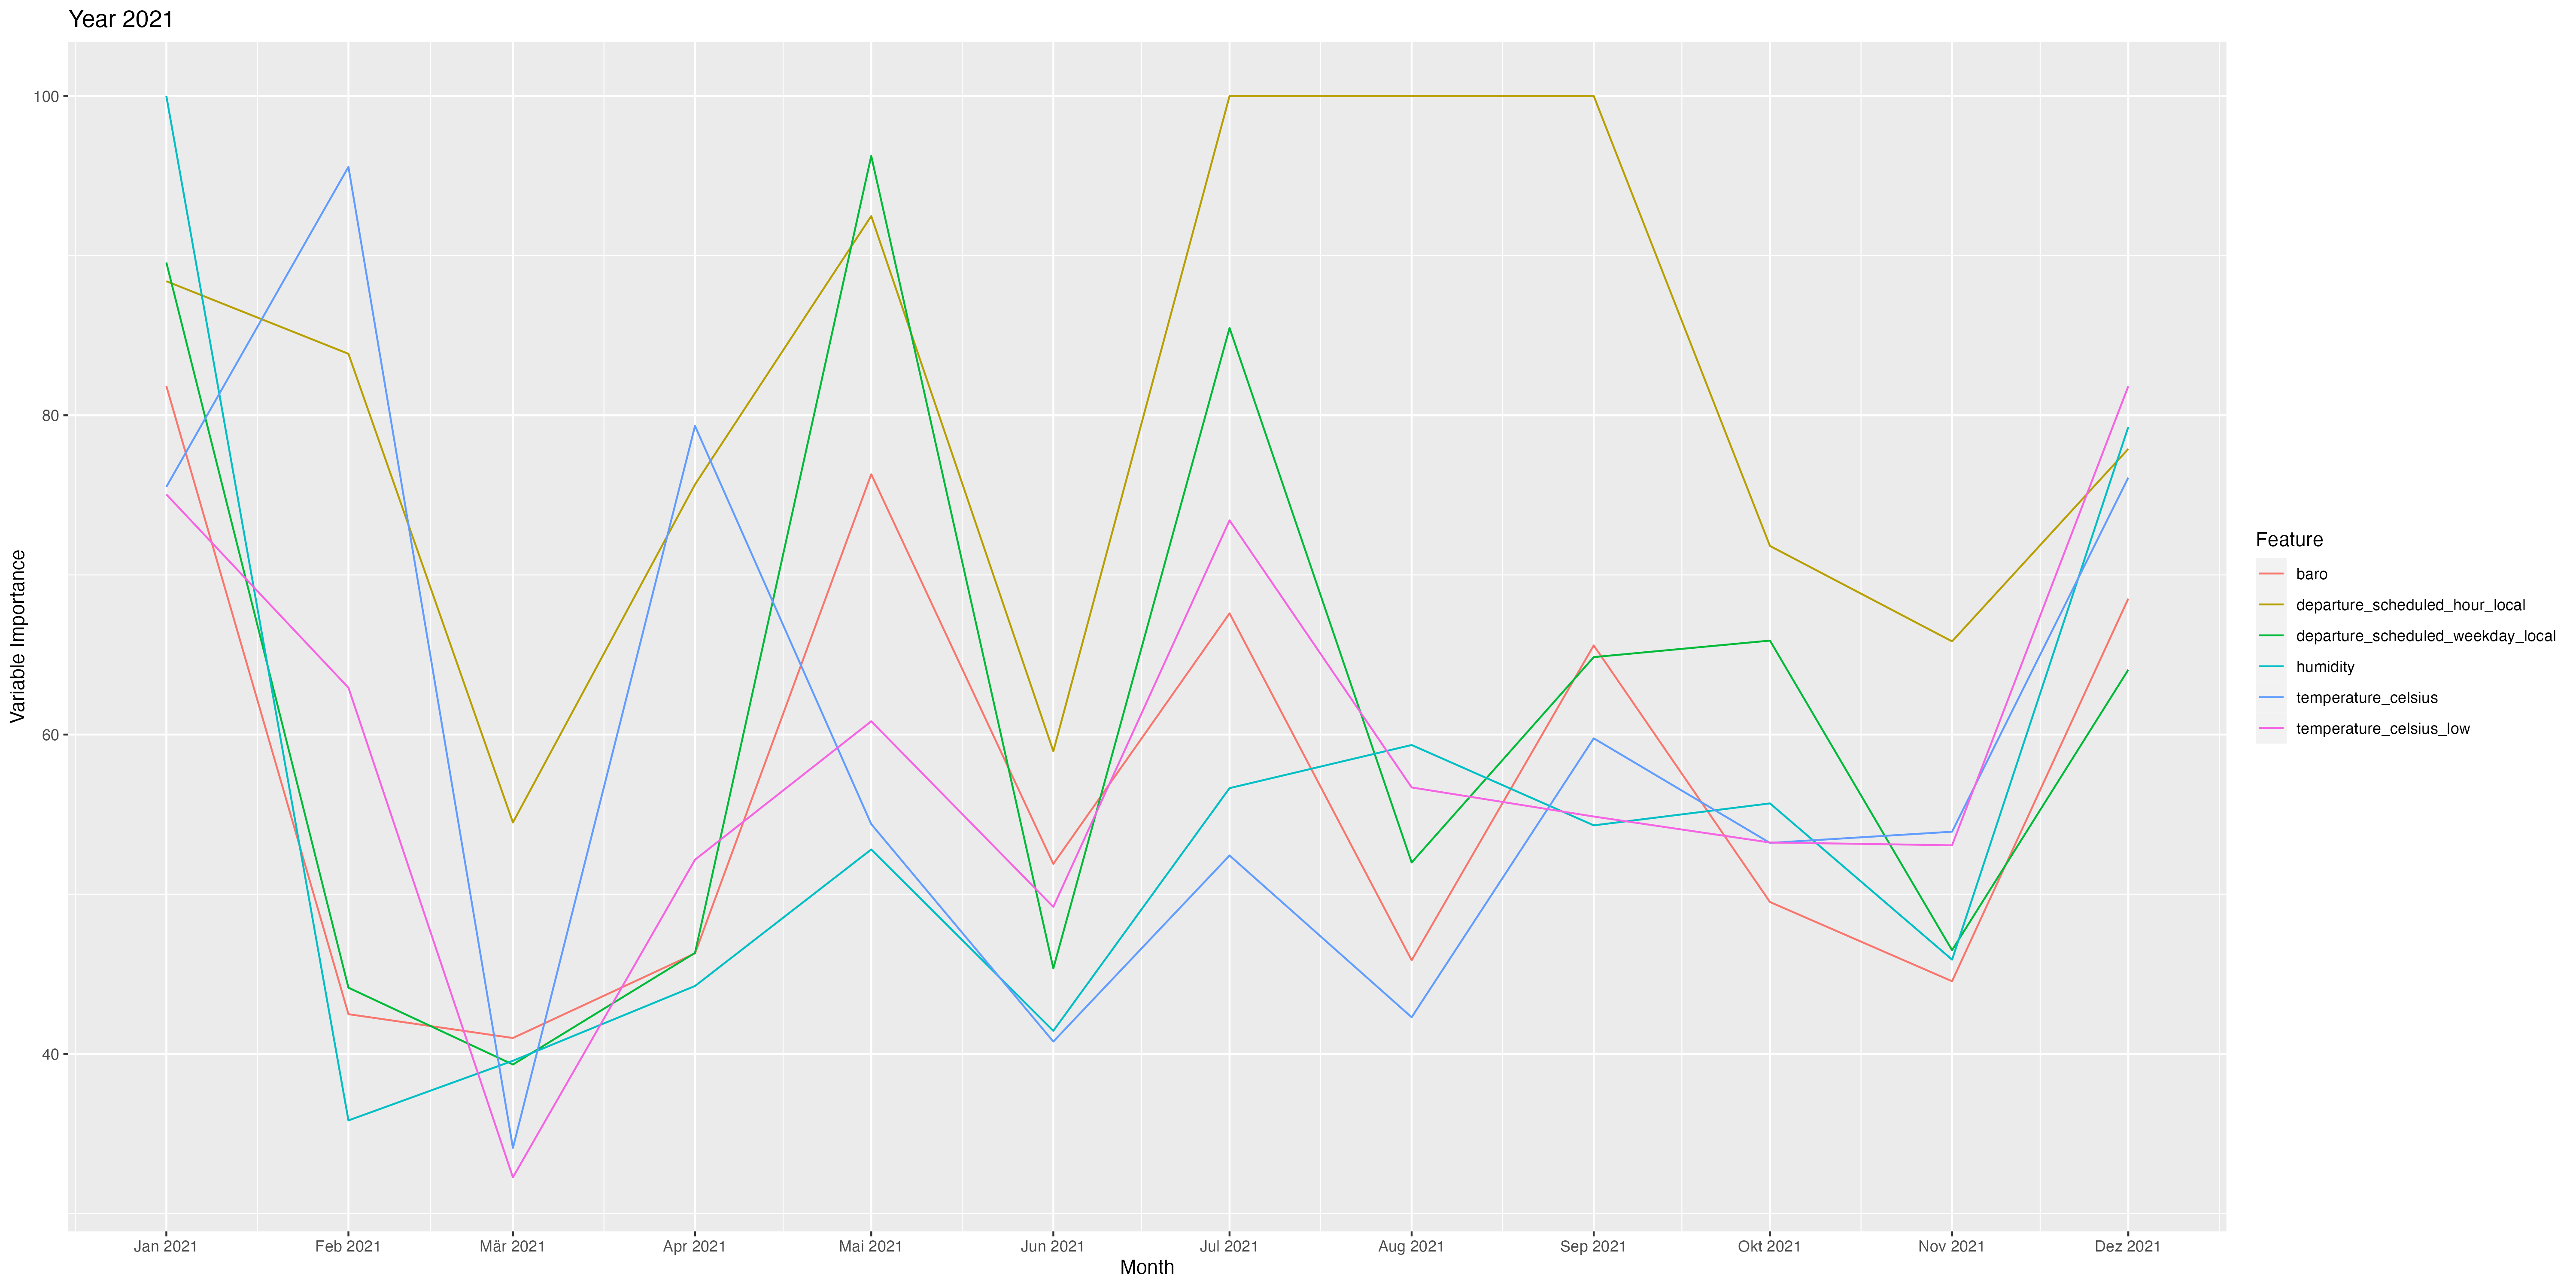 Year 2021
Variable Importance
100
80
60
40
Jan 2021
Feb 2021
Mär 2021
Apr 2021
Mai 2021
Jun 2021
Jul 2021
Aug 2021
Sep 2021
Okt 2021
Nov 2021
Dez 2021
Month
Feature
baro
departure_scheduled_hour_local
departure_scheduled_weekday_local
humidity
temperature_celsius
temperature_celsius_low